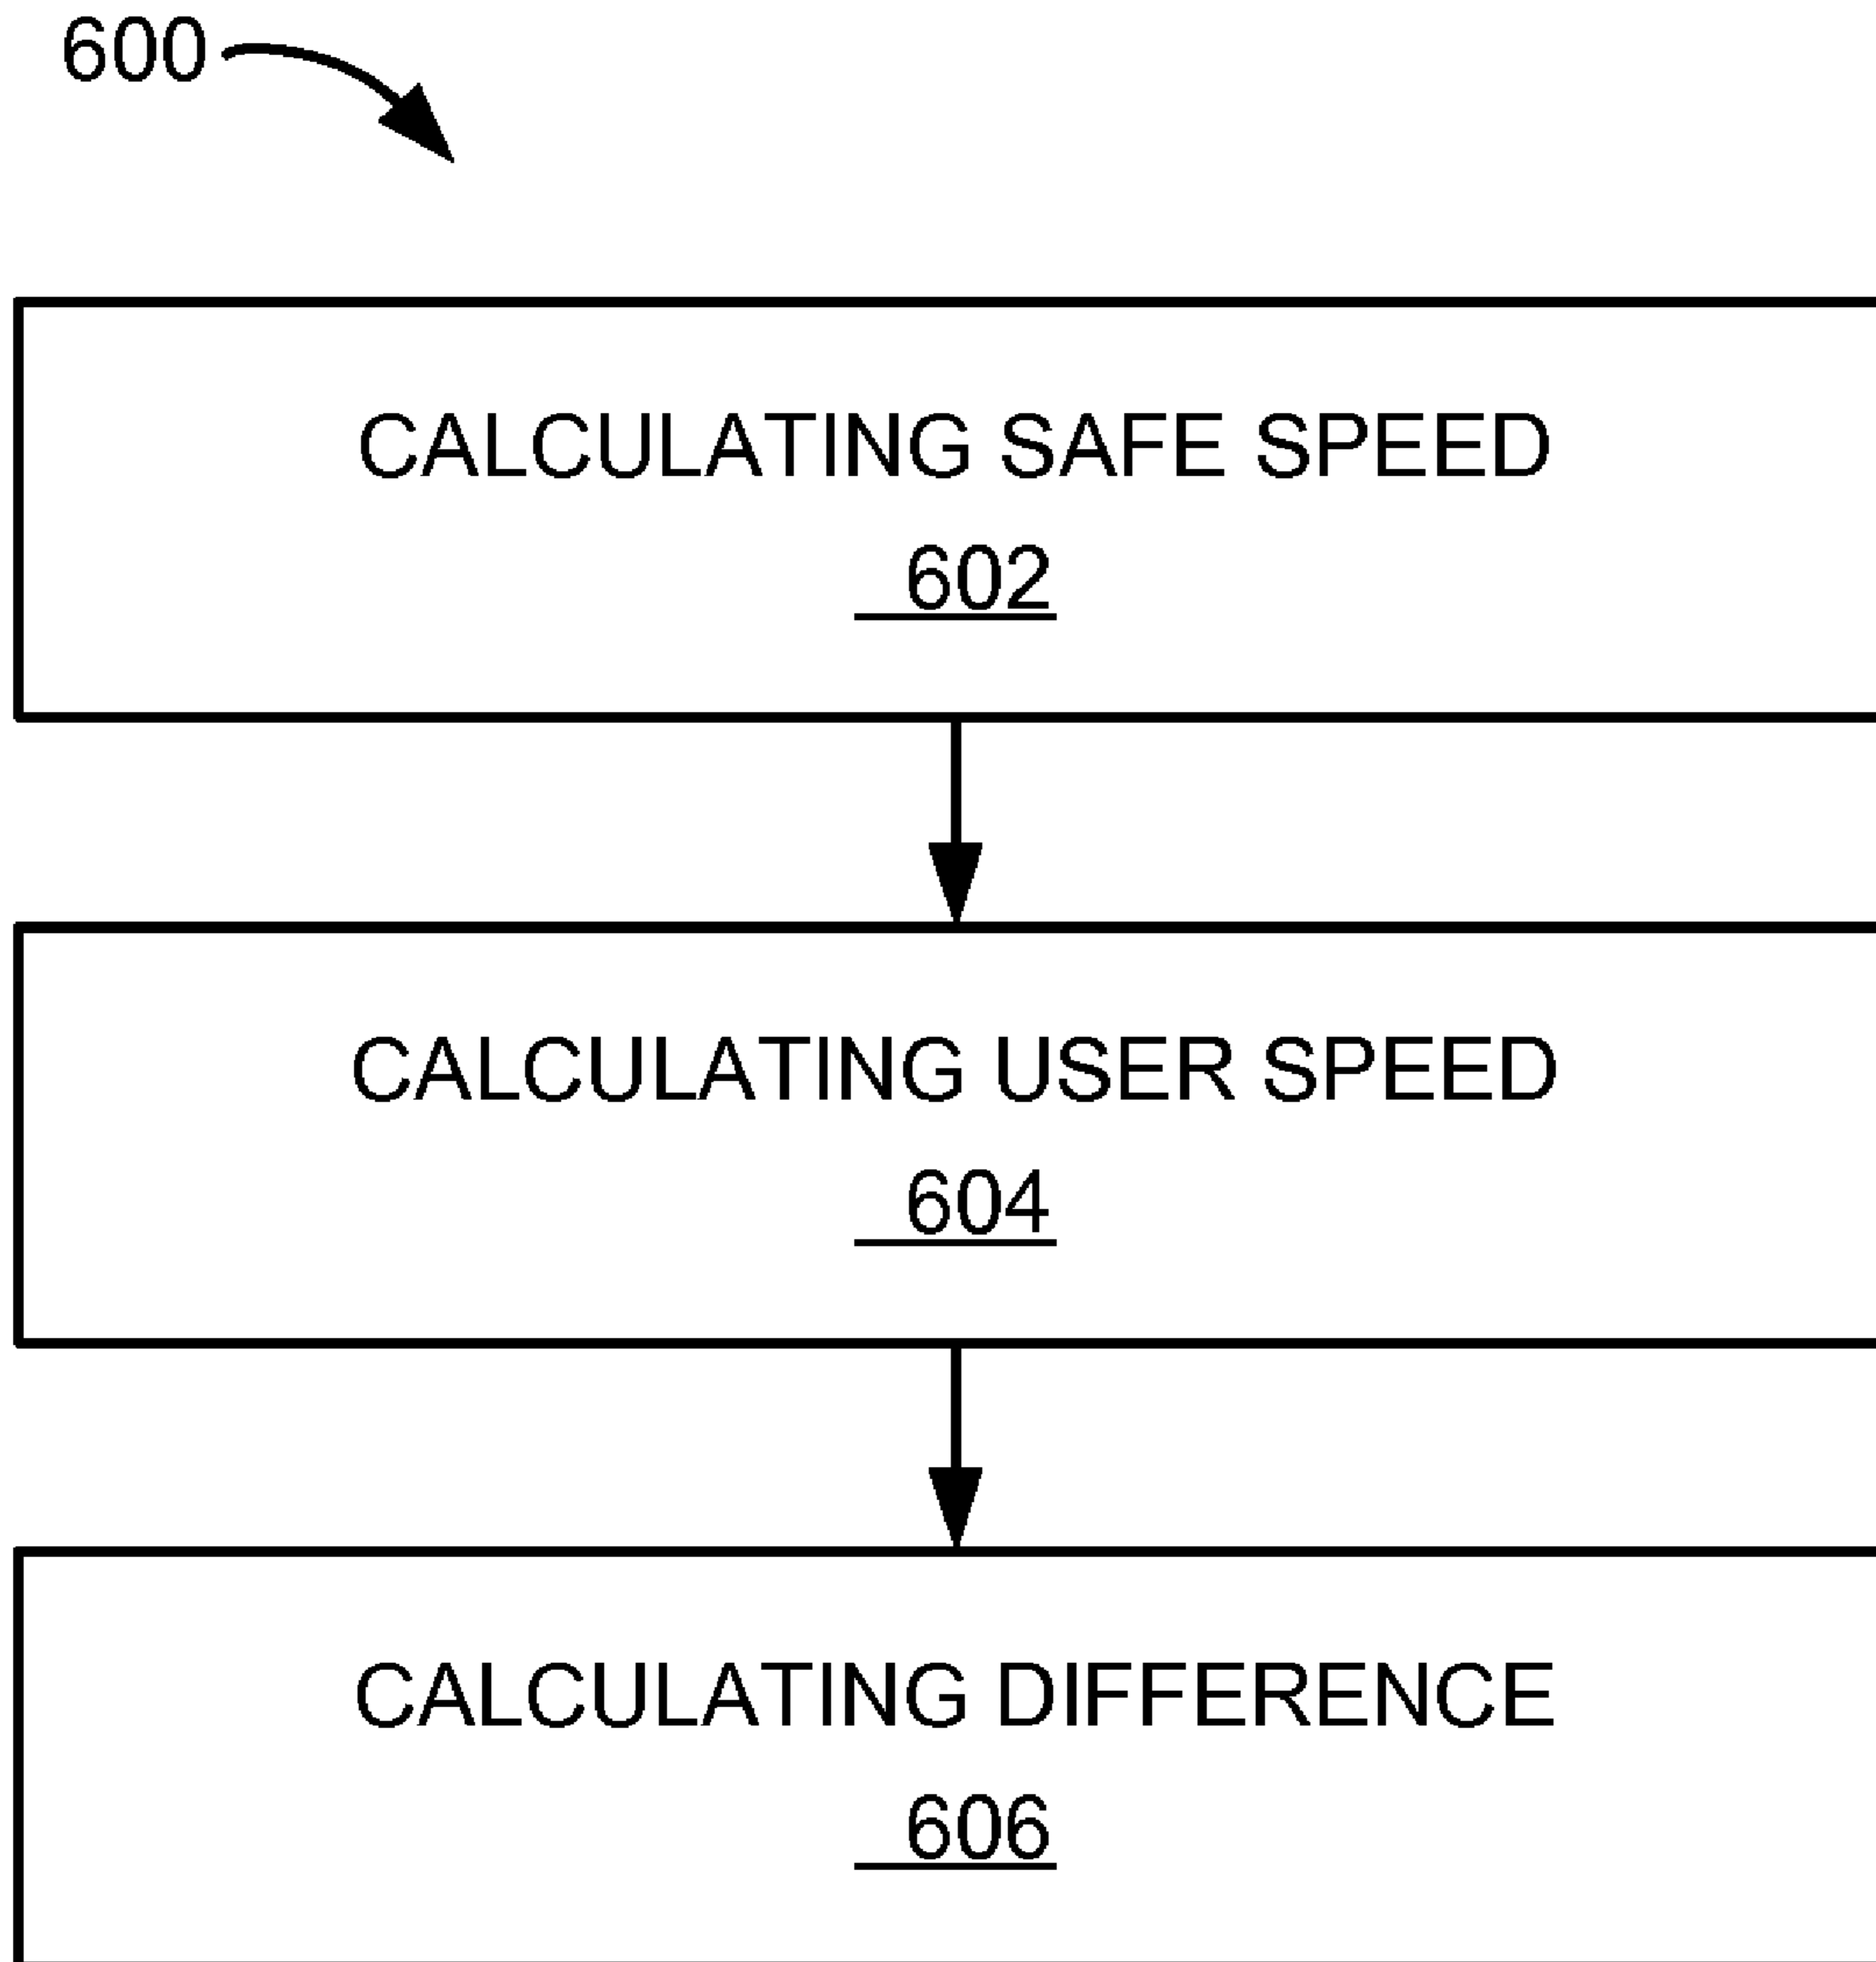 600
CALCULATING SAFE SPEED
602
CALCULATING USER SPEED
604
CALCULATING DIFFERENCE
606